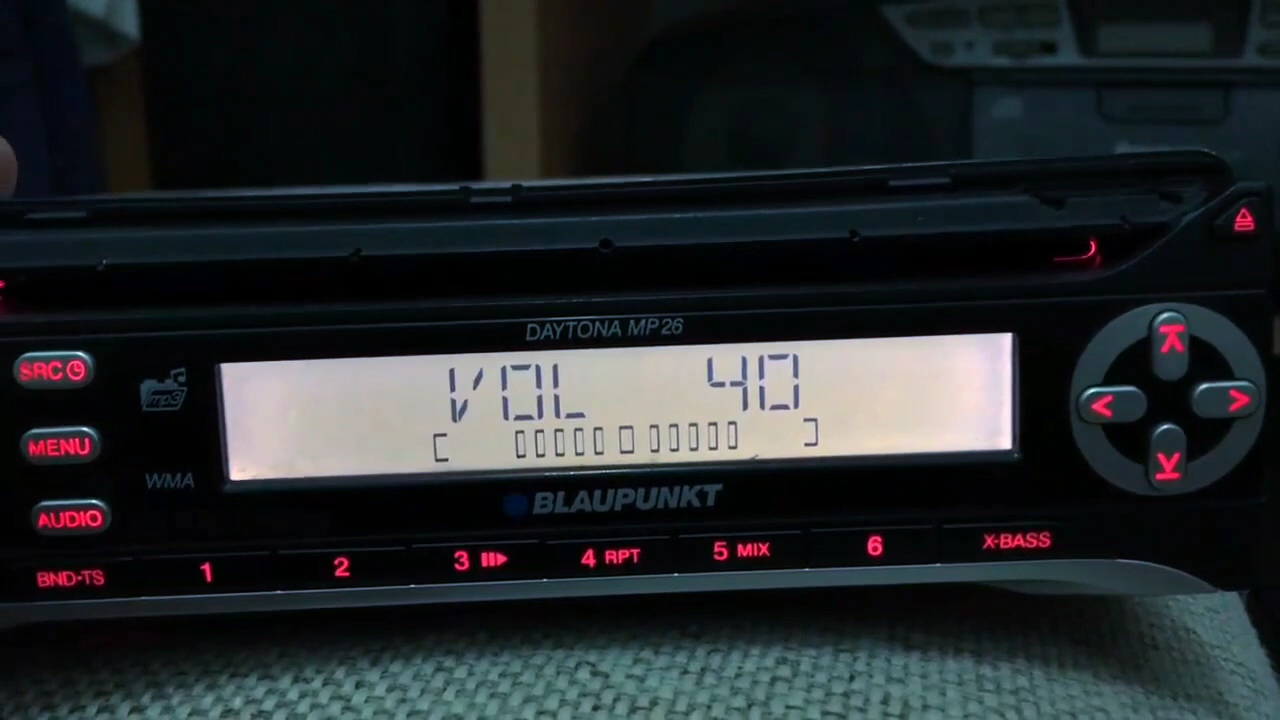 DAYTONA MP26
SRC
mp3
VOL 40
MENU
WMA
BLAUPUNKT
AUDIO
BND·TS 1 2 3 4 RPT 5 MIX 6 X-BASS